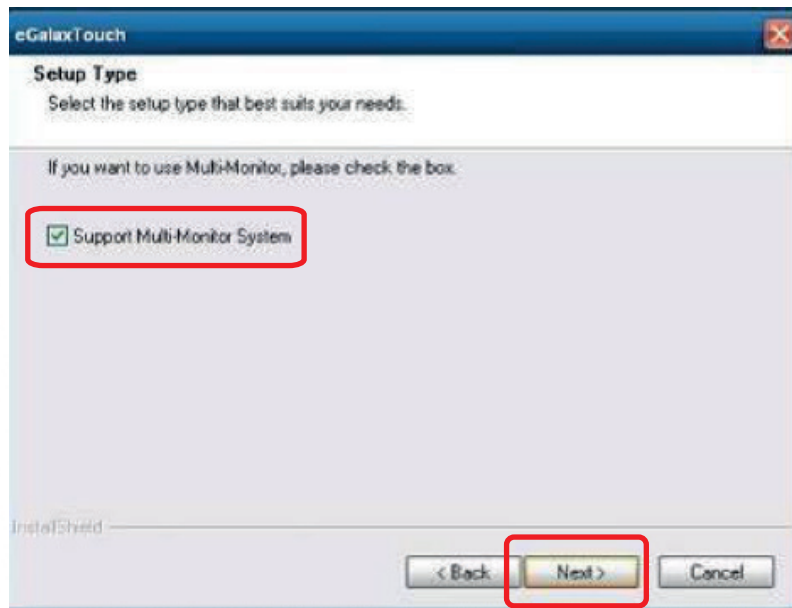 eGalaxTouch
Setup Type
Select the setup type that best suits your needs.
If you want to use Multi-Monitor, please check the box.
Support Multi-Monitor System
InstallShield
< Back
Next >
Cancel